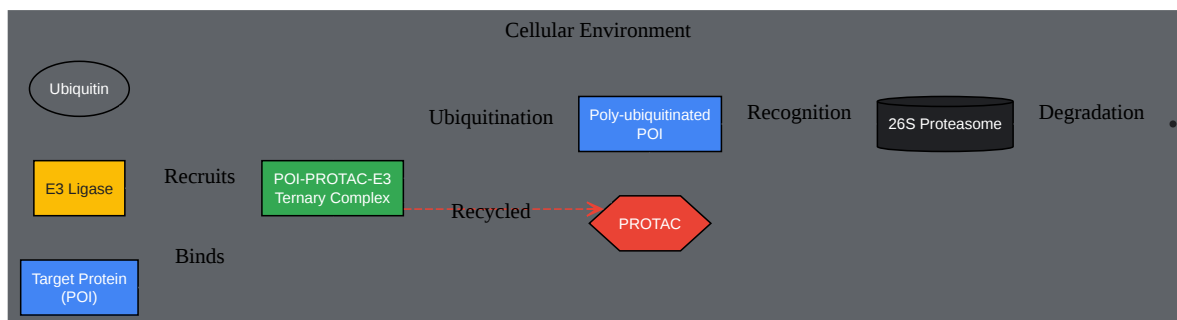 Cellular Environment
Ubiquitin
Ubiquitination
Poly-ubiquitinated
POI
Recognition
26S Proteasome
Degradation
E3 Ligase
Recruits
POI-PROTAC-E3
Ternary Complex
Recycled
PROTAC
Binds
Target Protein
(POI)